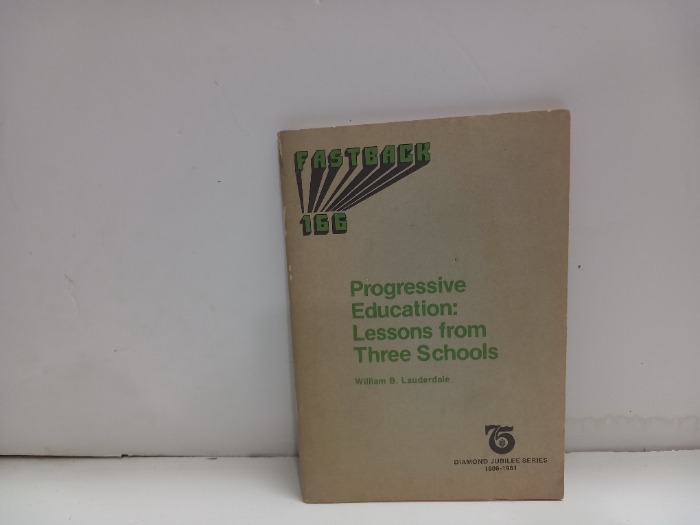 FASTBACK
166
Progressive
Education:
Lessons from
Three Schools
William B. Lauderdale
75
DIAMOND JUBILEE SERIES
1906-1981